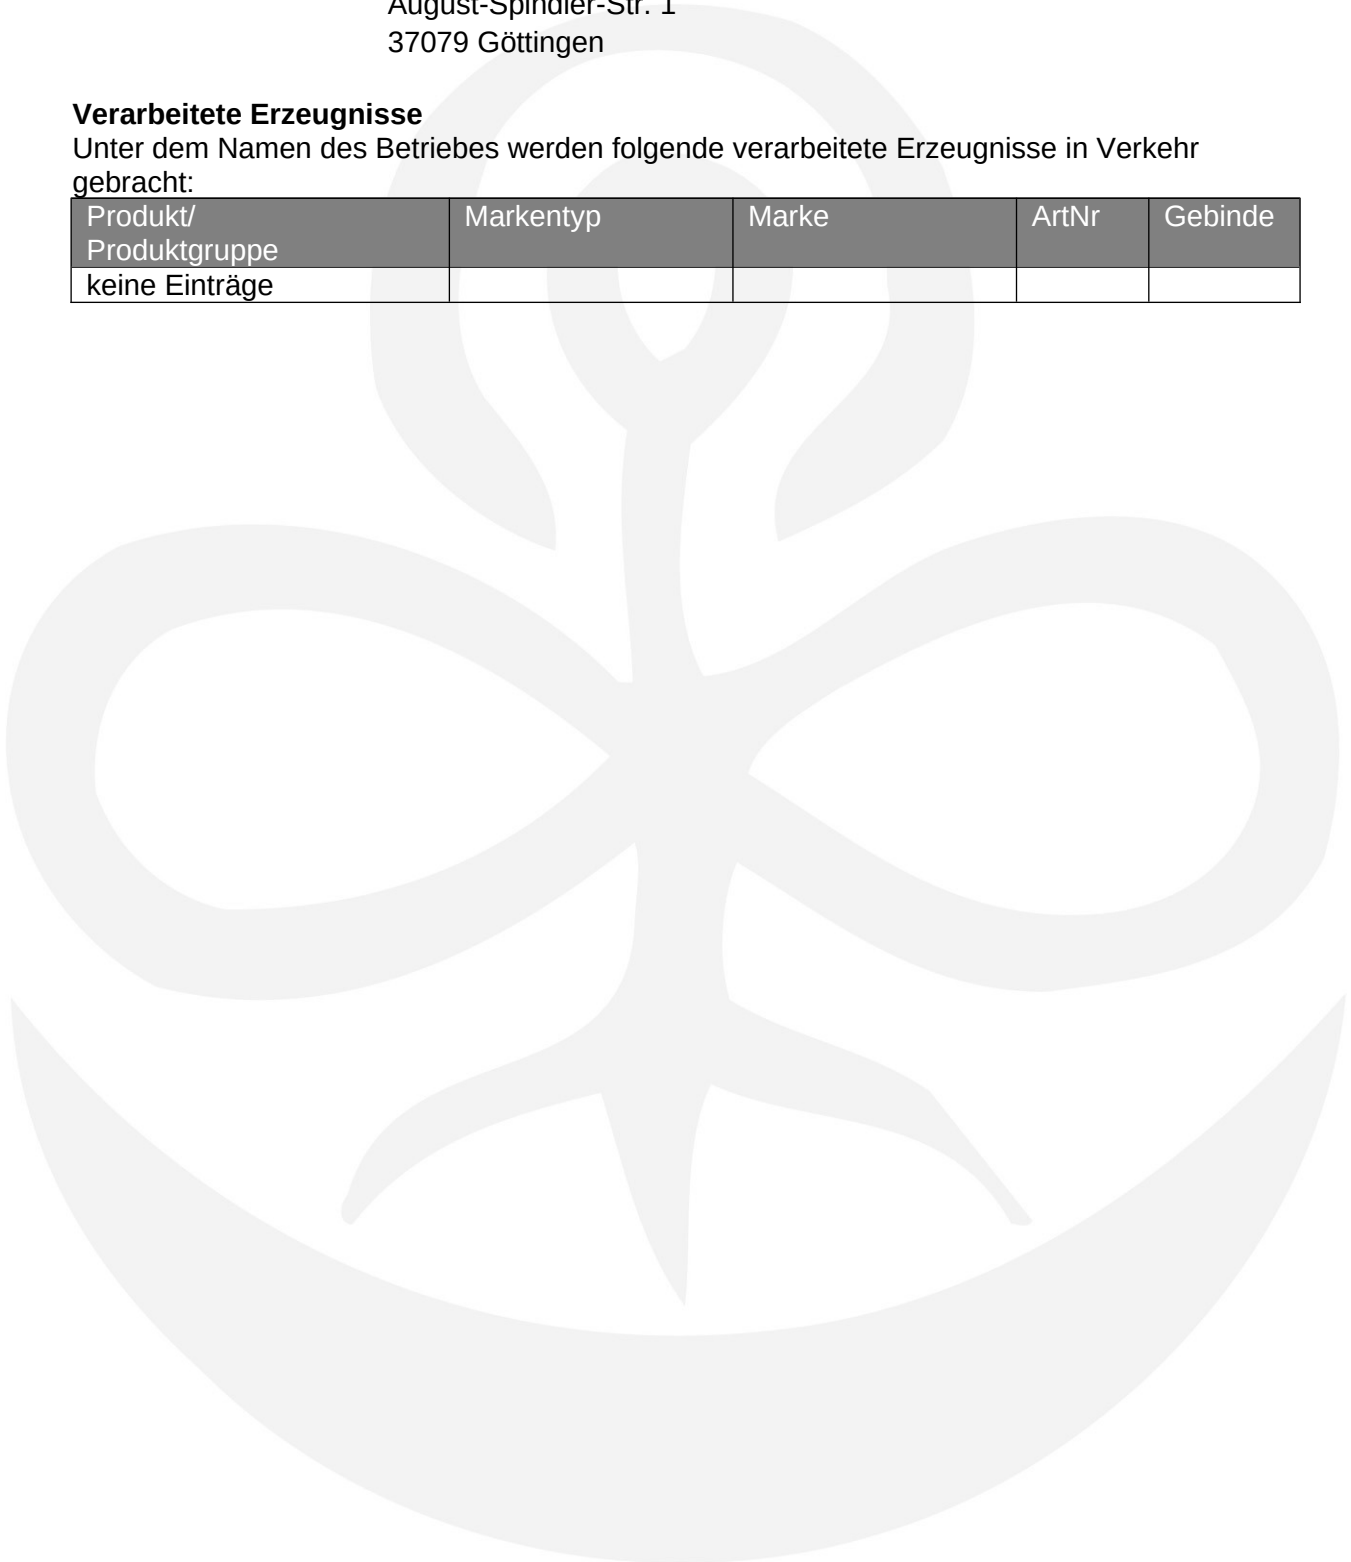 August-Spindler-Str. 1
37079 Göttingen
Verarbeitete Erzeugnisse
Unter dem Namen des Betriebes werden folgende verarbeitete Erzeugnisse in Verkehr
gebracht:
Produkt/ Markentyp Marke ArtNr Gebinde
Produktgruppe
keine Einträge